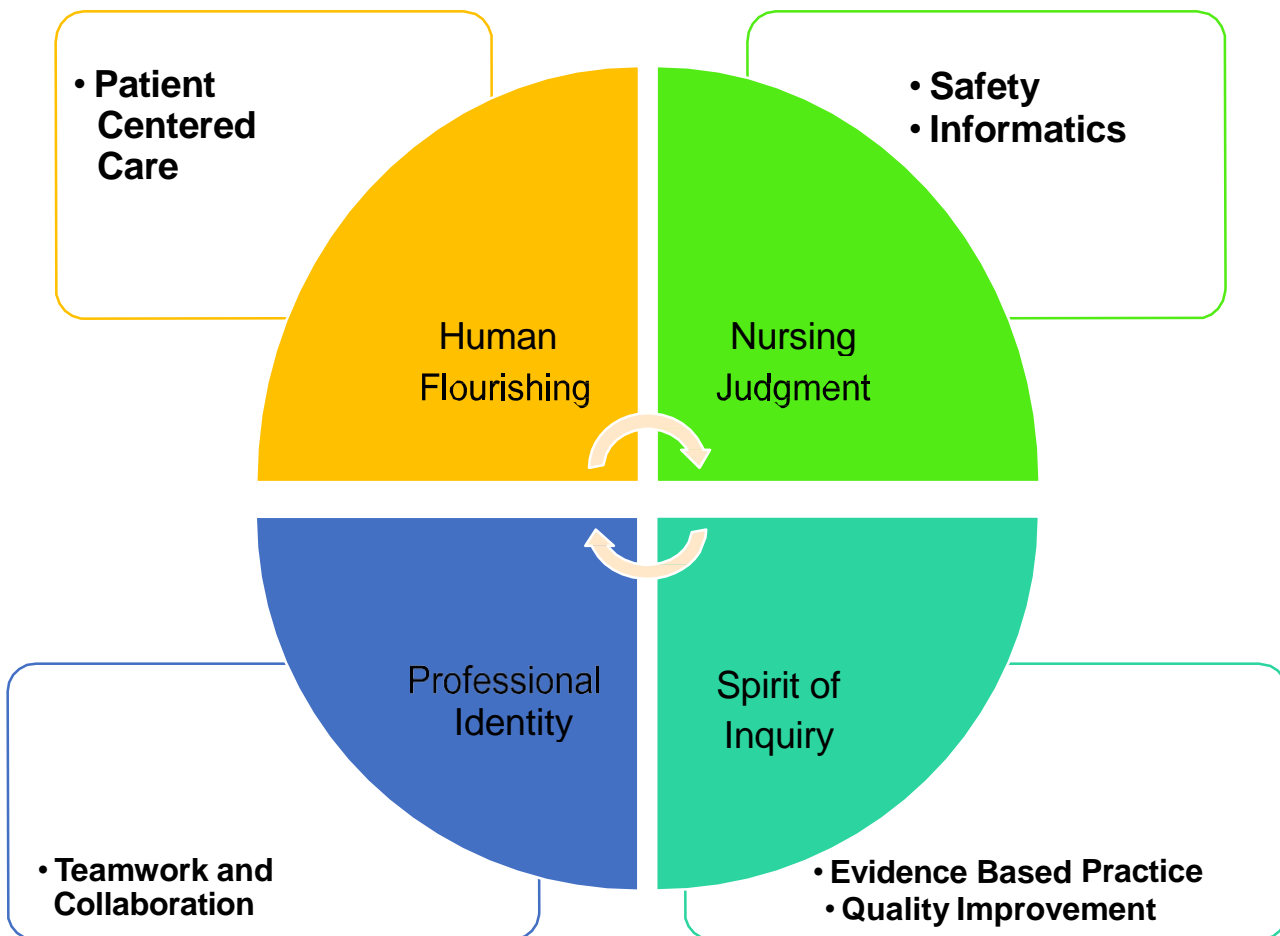 • Patient
Centered
Care
• Safety
• Informatics
Human
Flourishing
Nursing
Judgment
Professional
Identity
Spirit of
Inquiry
• Teamwork and
Collaboration
• Evidence Based Practice
• Quality Improvement